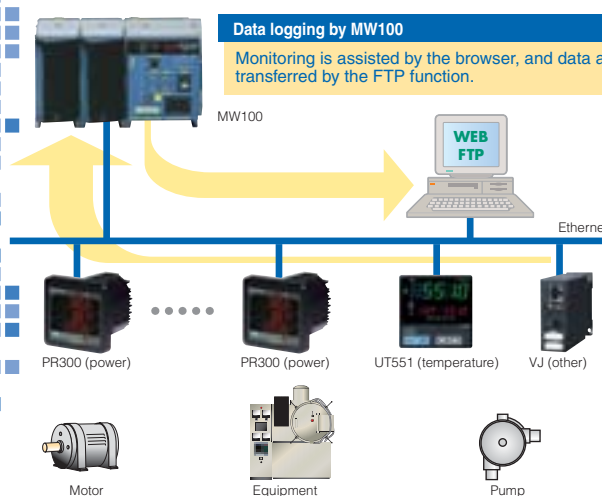 Data logging by MW100
Monitoring is assisted by the browser, and data a
transferred by the FTP function.
MW100
WEB
FTP
Etherne
PR300 (power)
PR300 (power)
UT551 (temperature)
VJ (other)
Motor
Equipment
Pump